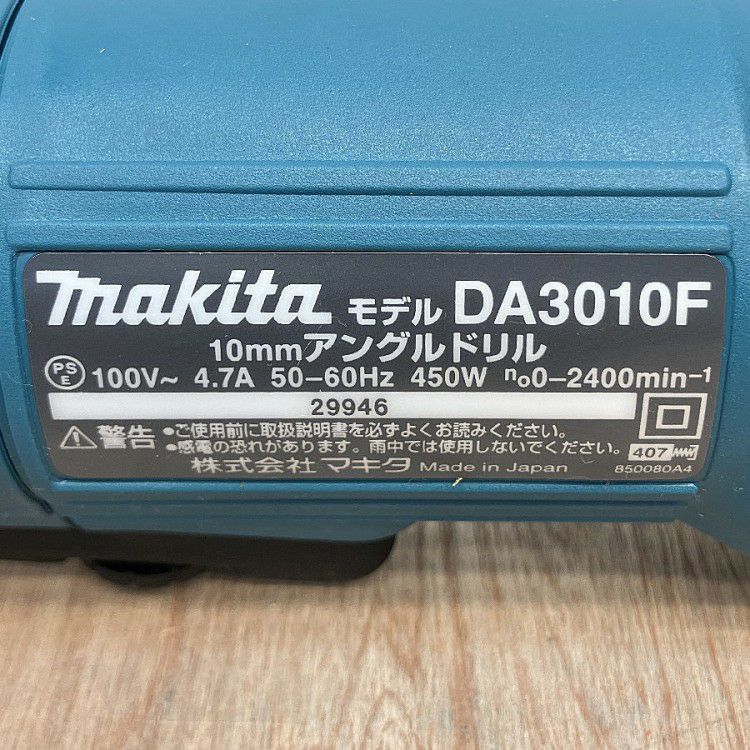 makita モデル DA3010F
10mmアングルドリル
PS E 100V~ 4.7A 50-60Hz 450W n₀0-2400min⁻¹
29946
警告 •ご使用前に取扱説明書を必ずよくお読みください。
•感電の恐れがあります。雨中では使用しないでください。
407
株式会社 マキタ Made in Japan 850080A4